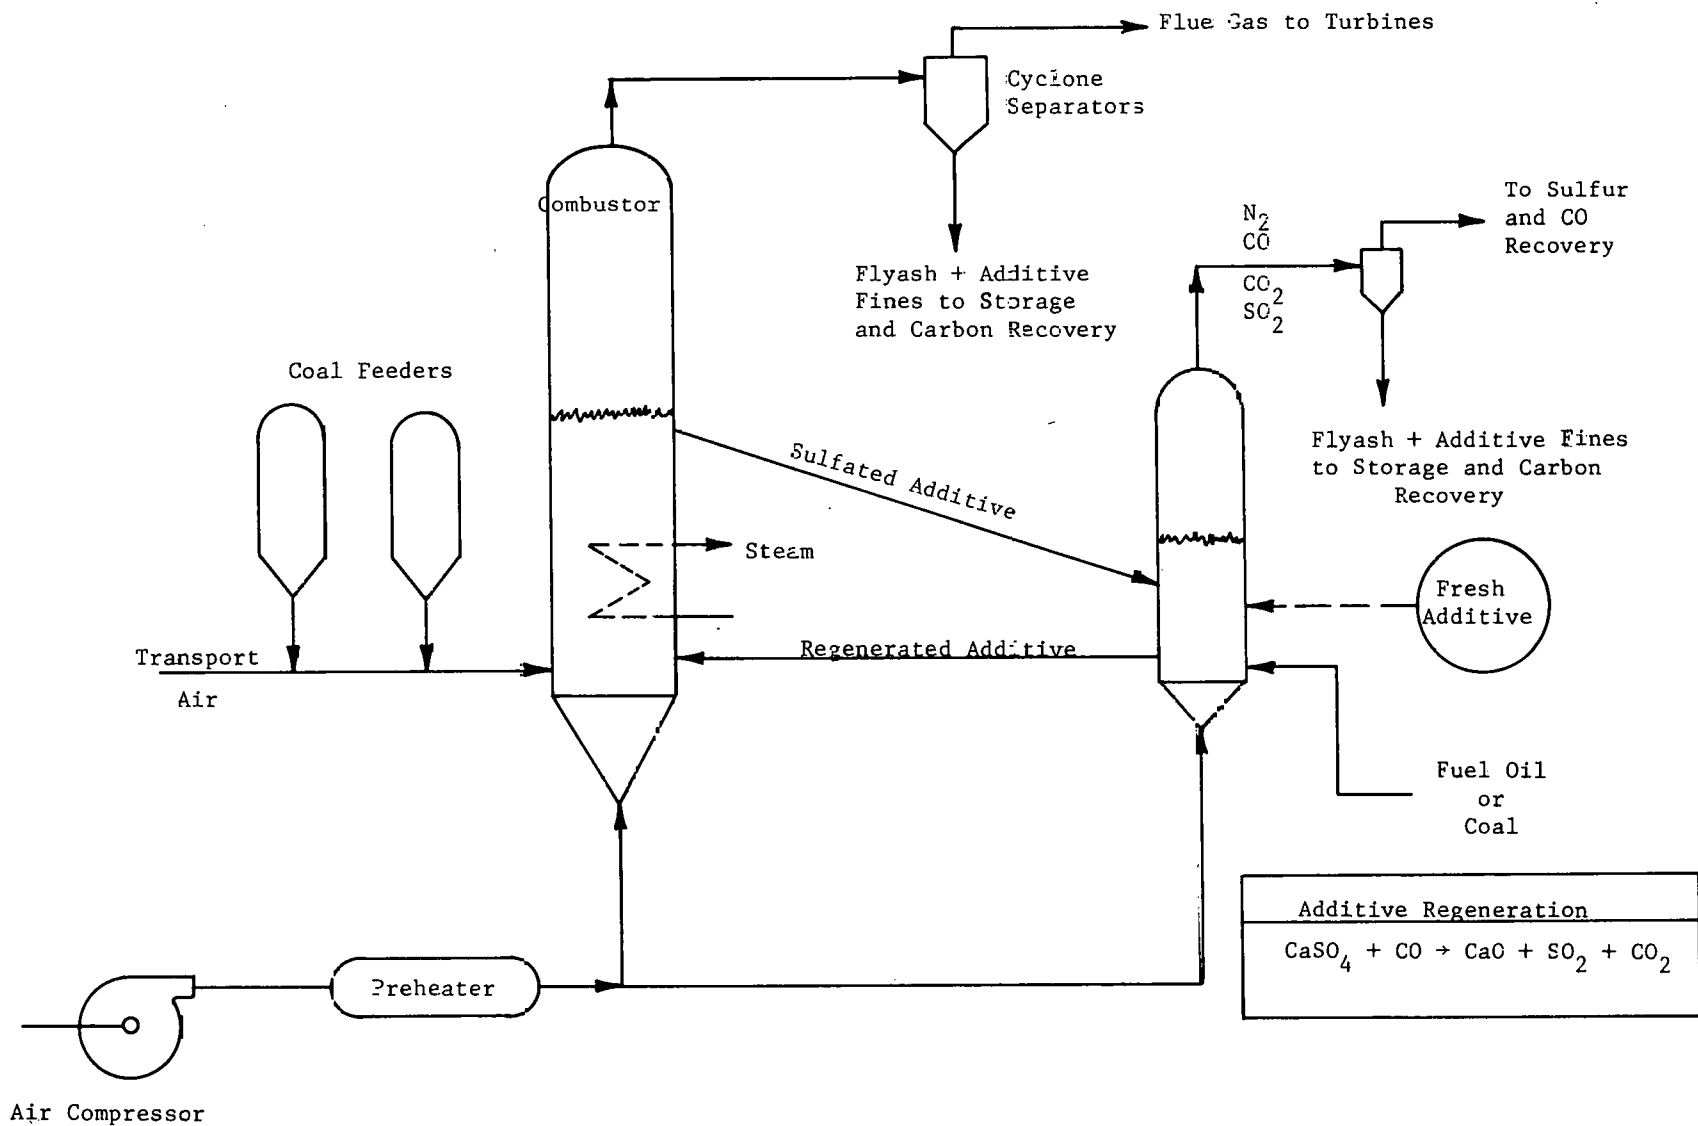 Flue Gas to Turbines
Cyclone
Separators
Combustor
Flyash + Additive
Fines to Storage
and Carbon Recovery
N2
CO
CO2
SO2
To Sulfur
and CO
Recovery
Coal Feeders
Flyash + Additive Fines
to Storage and Carbon
Recovery
Sulfated Additive
Steam
Fresh
Additive
Transport
Air
Regenerated Additive
Fuel Oil
or
Coal
Additive Regeneration
CaSO4 + CO → CaO + SO2 + CO2
Preheater
Air Compressor